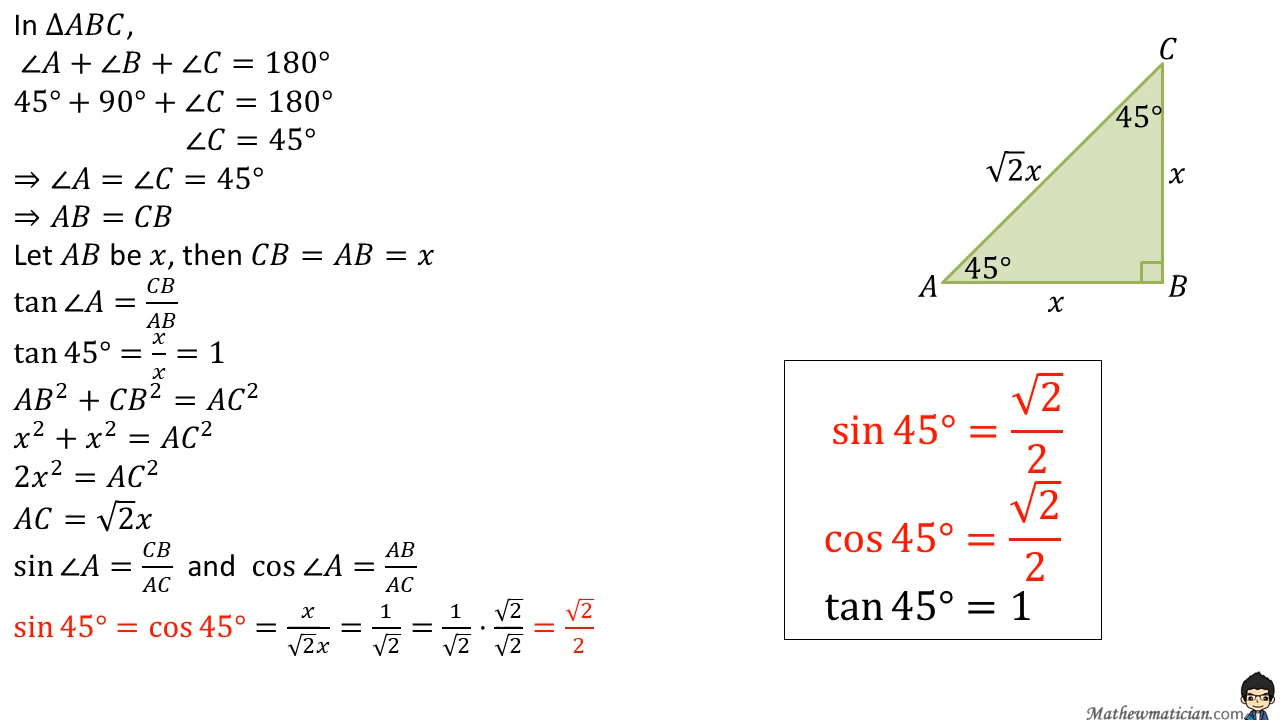 In ∆ABC,
∠A + ∠B + ∠C = 180°
45° + 90° + ∠C = 180°
∠C = 45°
⇒ ∠A = ∠C = 45°
⇒ AB = CB
Let AB be x, then CB = AB = x
tan ∠A = CB/AB
tan 45° = x/x = 1
AB² + CB² = AC²
x² + x² = AC²
2x² = AC²
AC = √2x
sin ∠A = CB/AC and cos ∠A = AB/AC
sin 45° = cos 45° = x/√2x = 1/√2 = 1/√2 · √2/√2 = √2/2
C
45°
√2x
x
A
45°
B
x
sin 45° = √2/2
cos 45° = √2/2
tan 45° = 1
Mathewmatician.com